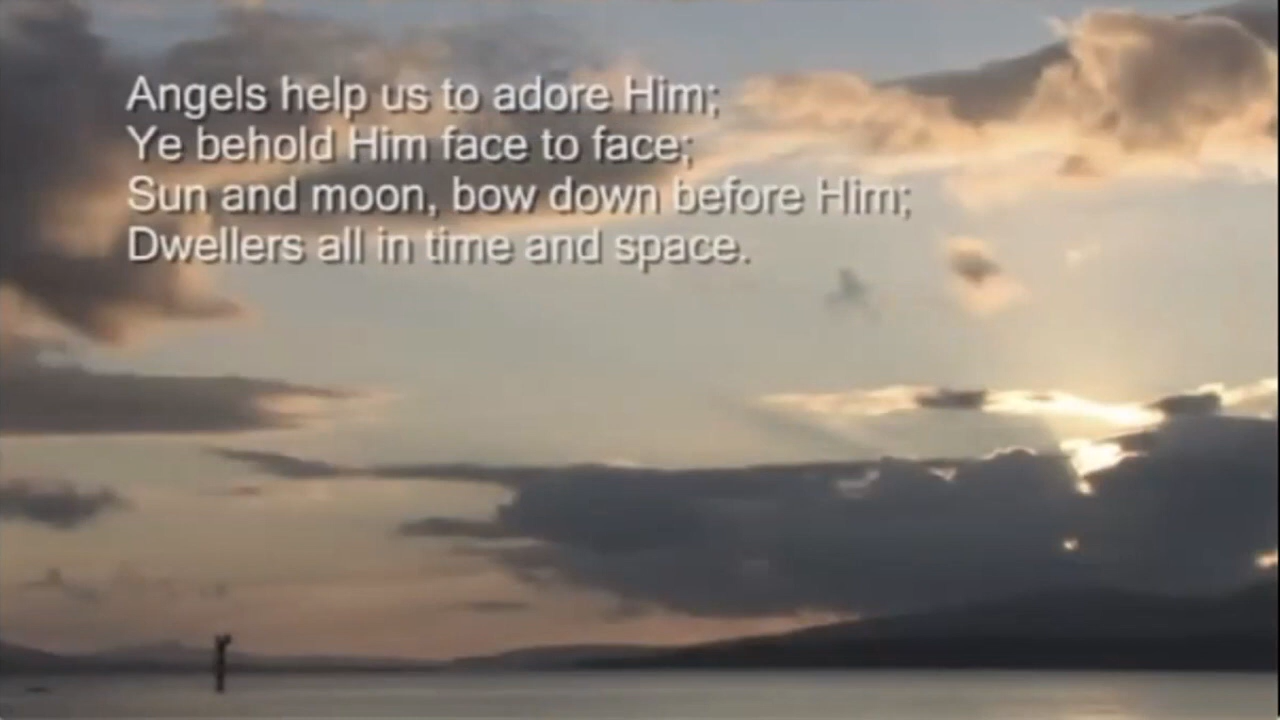 Angels help us to adore Him;
Ye behold Him face to face;
Sun and moon, bow down before Him;
Dwellers all in time and space.